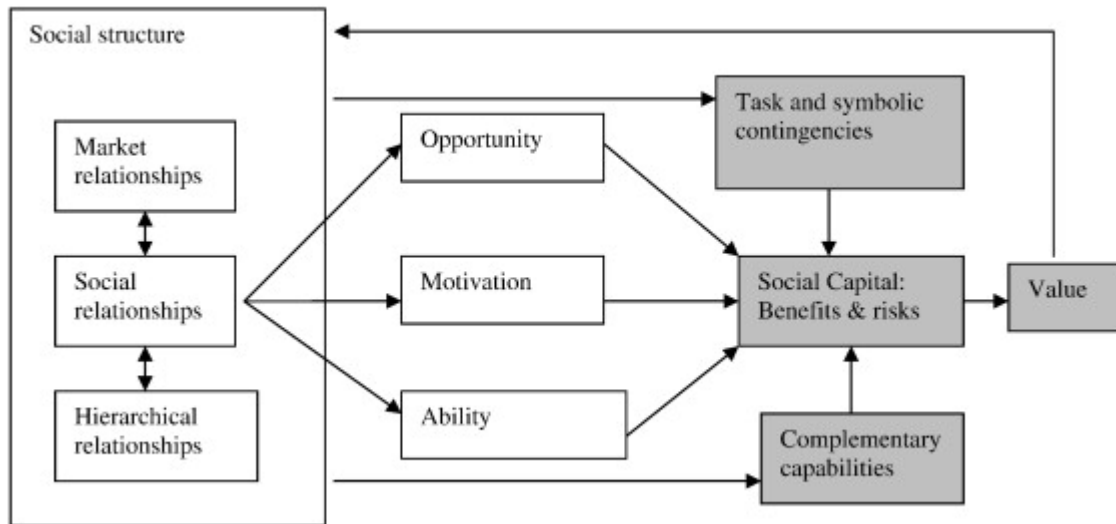 Social structure
Market
relationships
Social
relationships
Hierarchical
relationships
Opportunity
Motivation
Ability
Task and symbolic
contingencies
Social Capital:
Benefits & risks
Complementary
capabilities
Value